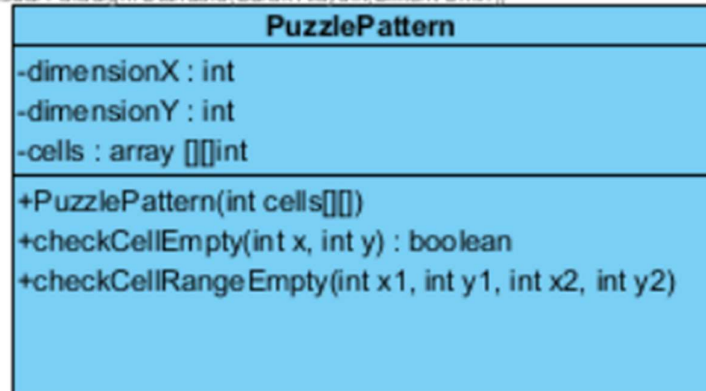 PuzzlePattern
-dimensionX : int
-dimensionY : int
-cells : array [][]int
+PuzzlePattern(int cells[][])
+checkCellEmpty(int x, int y) : boolean
+checkCellRangeEmpty(int x1, int y1, int x2, int y2)